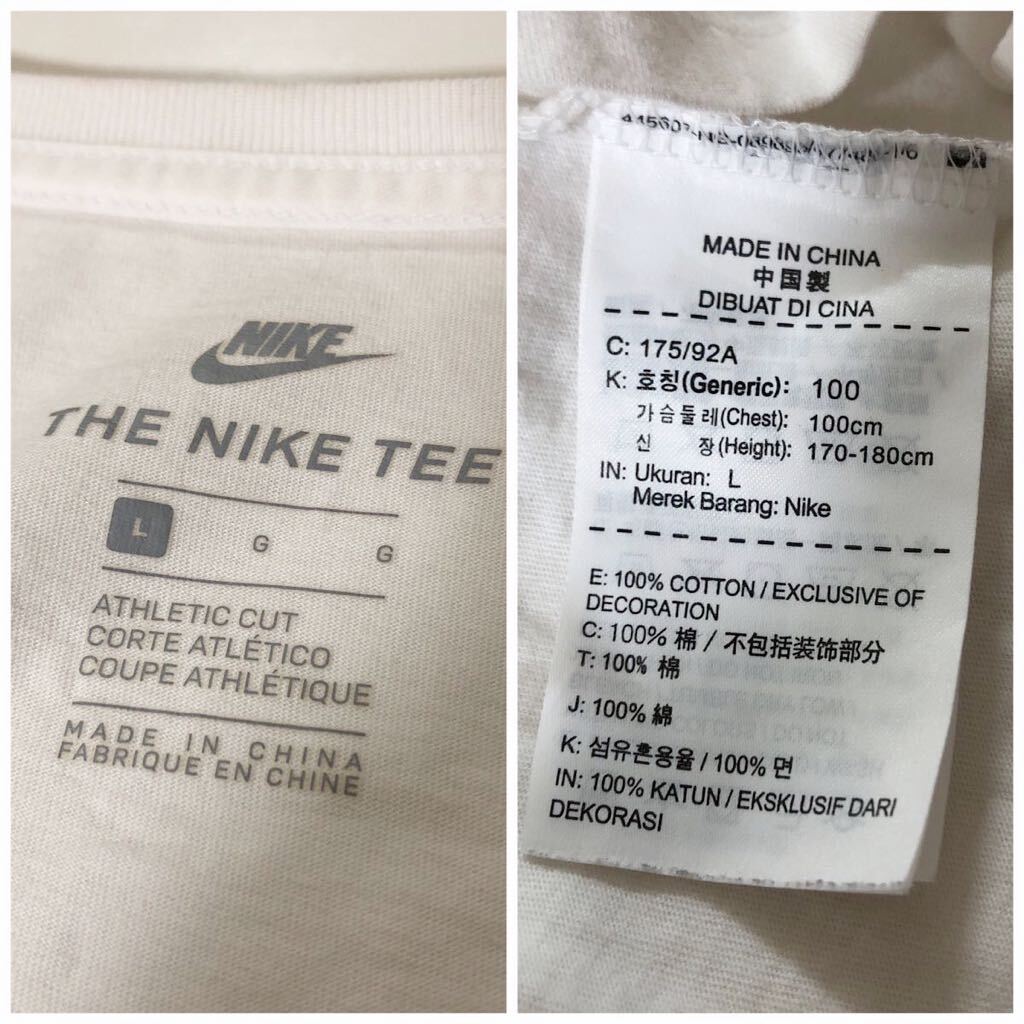 NIKE
THE NIKE TEE
L G G
ATHLETIC CUT
CORTE ATLÉTICO
COUPE ATHLÉTIQUE
MADE IN CHINA
FABRIQUE EN CHINE
MADE IN CHINA
中国製
DIBUAT DI CINA
C: 175/92A
K: 호칭(Generic): 100
가슴둘레(Chest): 100cm
신 장(Height): 170-180cm
IN: Ukuran: L
Merek Barang: Nike
E: 100% COTTON / EXCLUSIVE OF
DECORATION
C: 100% 棉 / 不包括装饰部分
T: 100% 棉
J: 100% 綿
K: 섬유혼용율 / 100% 면
IN: 100% KATUN / EKSKLUSIF DARI
DEKORASI